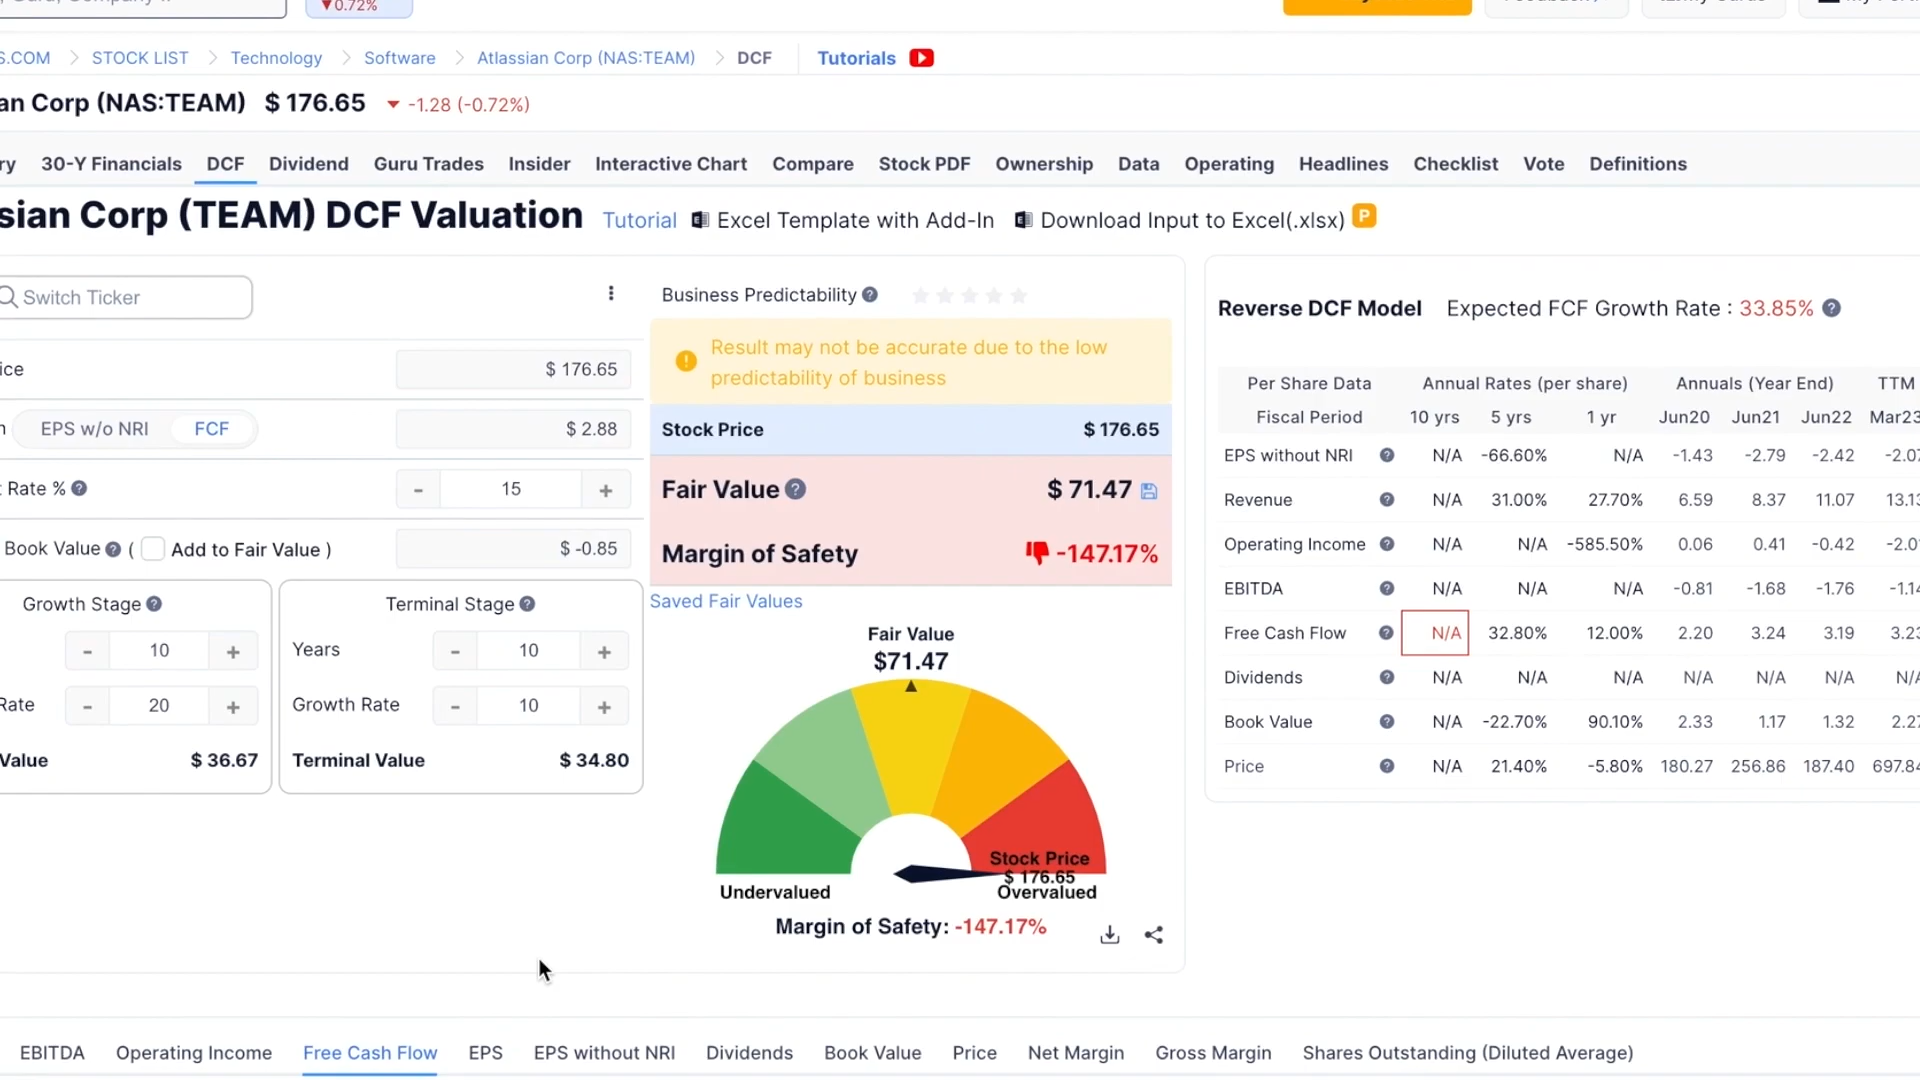 ▼0.72%
S.COM > STOCK LIST > Technology > Software > Atlassian Corp (NAS:TEAM) > DCF Tutorials
an Corp (NAS:TEAM) $ 176.65 ▼ -1.28 (-0.72%)
ry 30-Y Financials DCF Dividend Guru Trades Insider Interactive Chart Compare Stock PDF Ownership Data Operating Headlines Checklist Vote Definitions
sian Corp (TEAM) DCF Valuation Tutorial Excel Template with Add-In Download Input to Excel(.xlsx) P
Switch Ticker
ice $ 176.65
n EPS w/o NRI FCF $ 2.88
t Rate % - 15 +
Book Value ( Add to Fair Value ) $ -0.85
Growth Stage
- 10 +
Rate - 20 +
Value $ 36.67
Terminal Stage
Years - 10 +
Growth Rate - 10 +
Terminal Value $ 34.80
Business Predictability
Result may not be accurate due to the low
predictability of business
Stock Price $ 176.65
Fair Value $ 71.47
Margin of Safety -147.17%
Saved Fair Values
Fair Value
$71.47
Stock Price
$ 176.65
Undervalued Overvalued
Margin of Safety: -147.17%
Reverse DCF Model Expected FCF Growth Rate : 33.85%
Per Share Data Annual Rates (per share) Annuals (Year End) TTM
Fiscal Period 10 yrs 5 yrs 1 yr Jun20 Jun21 Jun22 Mar23
EPS without NRI N/A -66.60% N/A -1.43 -2.79 -2.42 -2.07
Revenue N/A 31.00% 27.70% 6.59 8.37 11.07 13.13
Operating Income N/A N/A -585.50% 0.06 0.41 -0.42 -2.0
EBITDA N/A N/A N/A -0.81 -1.68 -1.76 -1.14
Free Cash Flow N/A 32.80% 12.00% 2.20 3.24 3.19 3.23
Dividends N/A N/A N/A N/A N/A N/A N/A
Book Value N/A -22.70% 90.10% 2.33 1.17 1.32 2.27
Price N/A 21.40% -5.80% 180.27 256.86 187.40 697.84
EBITDA Operating Income Free Cash Flow EPS EPS without NRI Dividends Book Value Price Net Margin Gross Margin Shares Outstanding (Diluted Average)